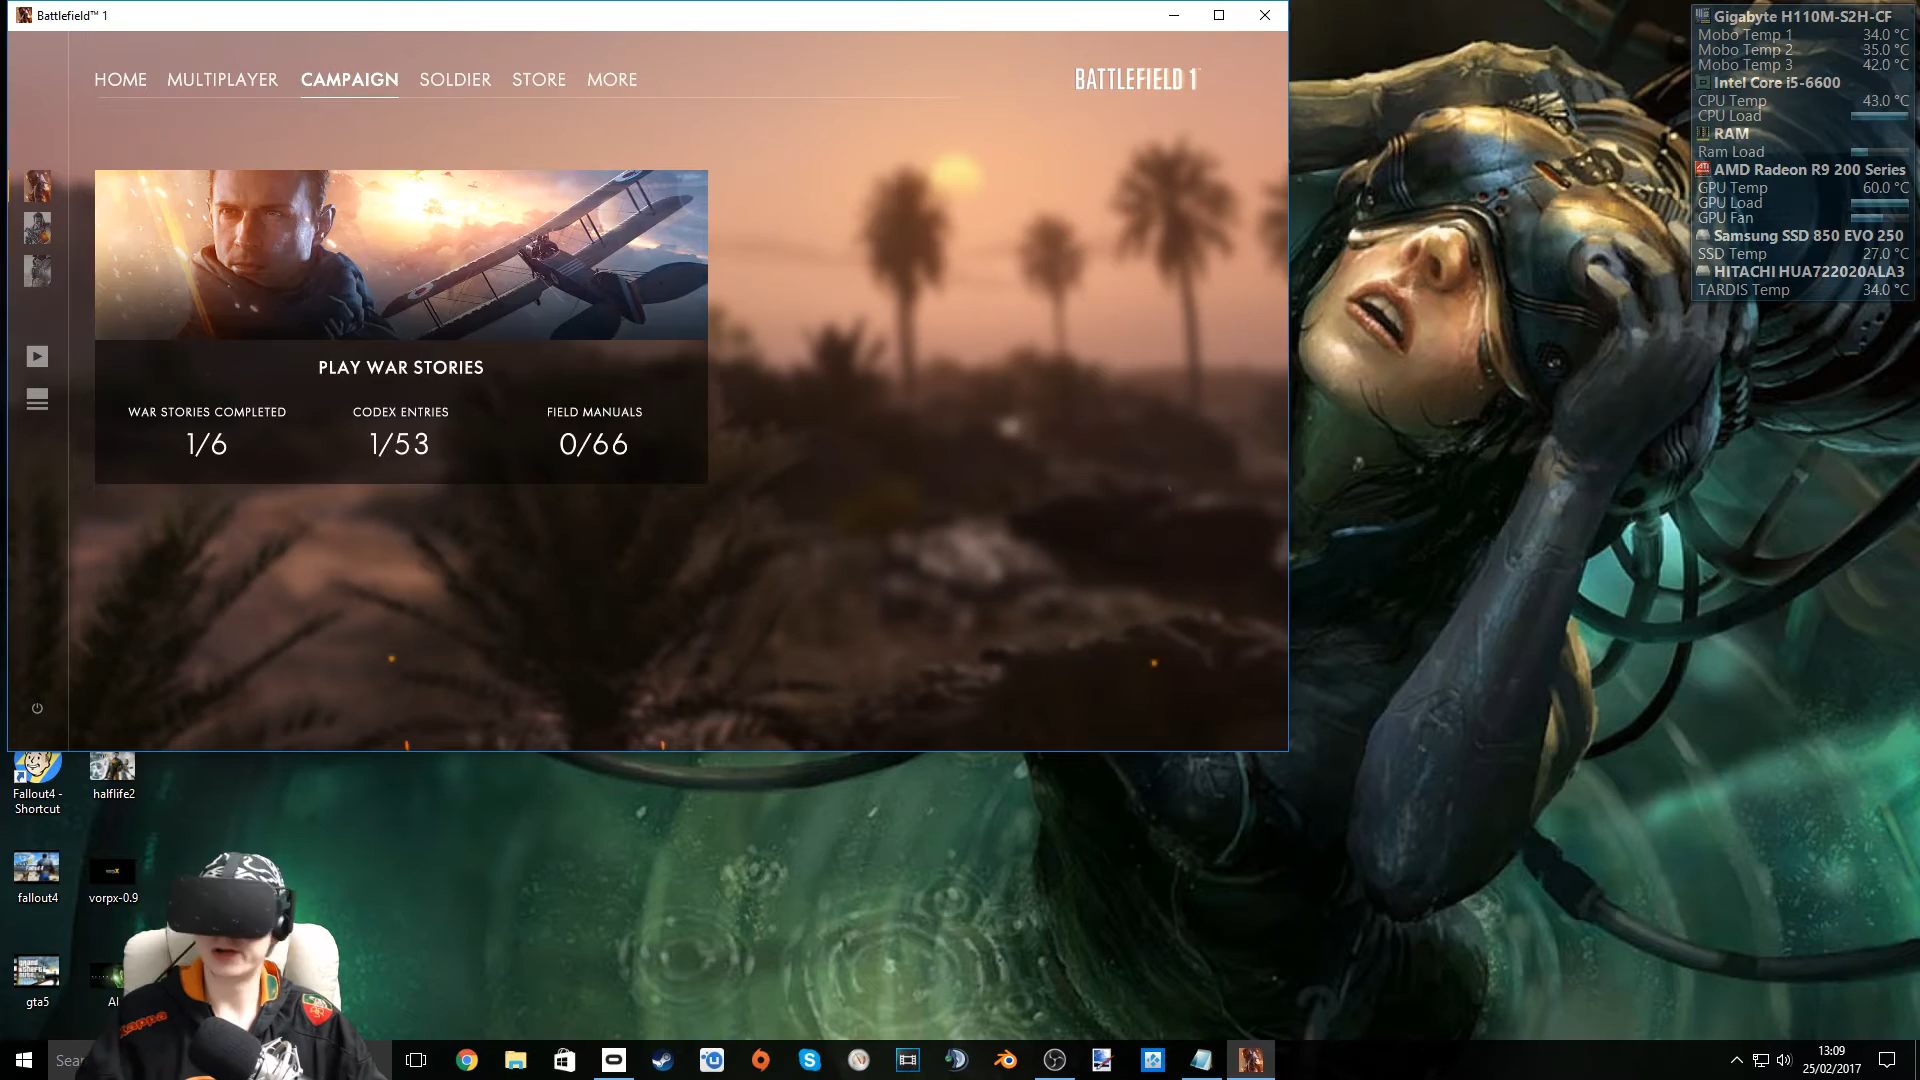 Battlefield™ 1
HOME MULTIPLAYER CAMPAIGN SOLDIER STORE MORE
BATTLEFIELD 1
PLAY WAR STORIES
WAR STORIES COMPLETED CODEX ENTRIES FIELD MANUALS
1/6 1/53 0/66
Gigabyte H110M-S2H-CF
Mobo Temp 1 34.0 °C
Mobo Temp 2 35.0 °C
Mobo Temp 3 42.0 °C
Intel Core i5-6600
CPU Temp 43.0 °C
CPU Load
RAM
Ram Load
AMD Radeon R9 200 Series
GPU Temp 60.0 °C
GPU Load
GPU Fan
Samsung SSD 850 EVO 250
SSD Temp 27.0 °C
HITACHI HUA722020ALA3
TARDIS Temp 34.0 °C
Fallout4 -
Shortcut
halflife2
fallout4
vorpx-0.9
gta5
Al
Kappa
Sear
13:09
25/02/2017